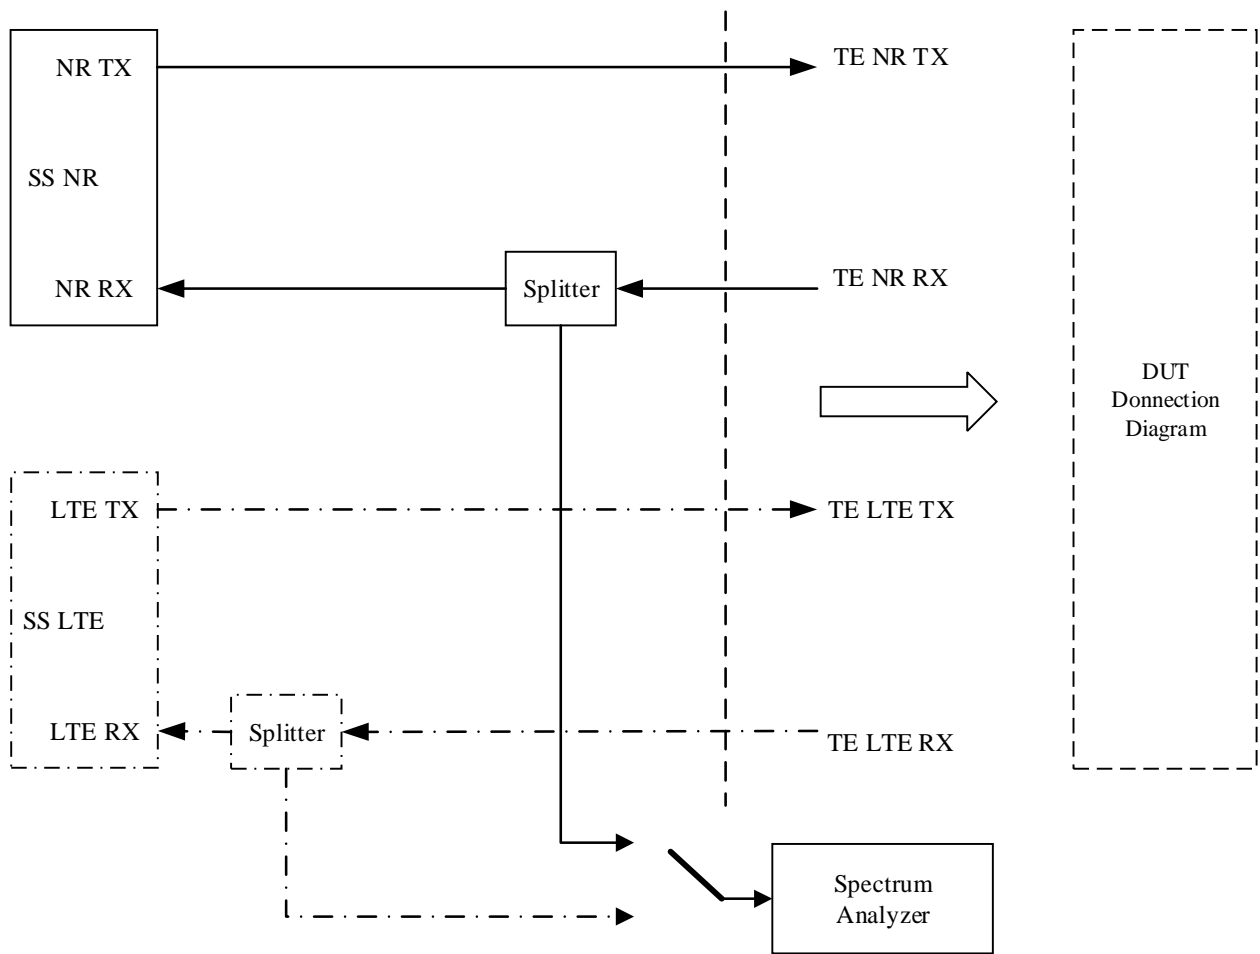 NR TX
TE NR TX
SS NR
NR RX
Splitter
TE NR RX
DUT
Donnection
Diagram
LTE TX
TE LTE TX
SS LTE
LTE RX
Splitter
TE LTE RX
Spectrum
Analyzer